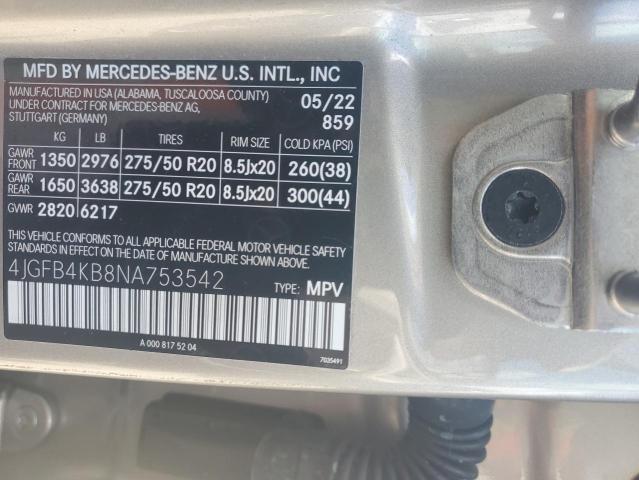 MFD BY MERCEDES-BENZ U.S. INTL., INC
MANUFACTURED IN USA (ALABAMA, TUSCALOOSA COUNTY) 05/22
UNDER CONTRACT FOR MERCEDES-BENZ AG,
STUTTGART (GERMANY) 859
KG LB TIRES RIM SIZE COLD KPA (PSI)
GAWR FRONT 1350 2976 275/50 R20 8.5Jx20 260(38)
GAWR REAR 1650 3638 275/50 R20 8.5Jx20 300(44)
GVWR 2820 6217
THIS VEHICLE CONFORMS TO ALL APPLICABLE FEDERAL MOTOR VEHICLE SAFETY
STANDARDS IN EFFECT ON THE DATE OF MANUFACTURE SHOWN ABOVE.
4JGFB4KB8NA753542 TYPE: MPV
A 000 817 52 04 7035491